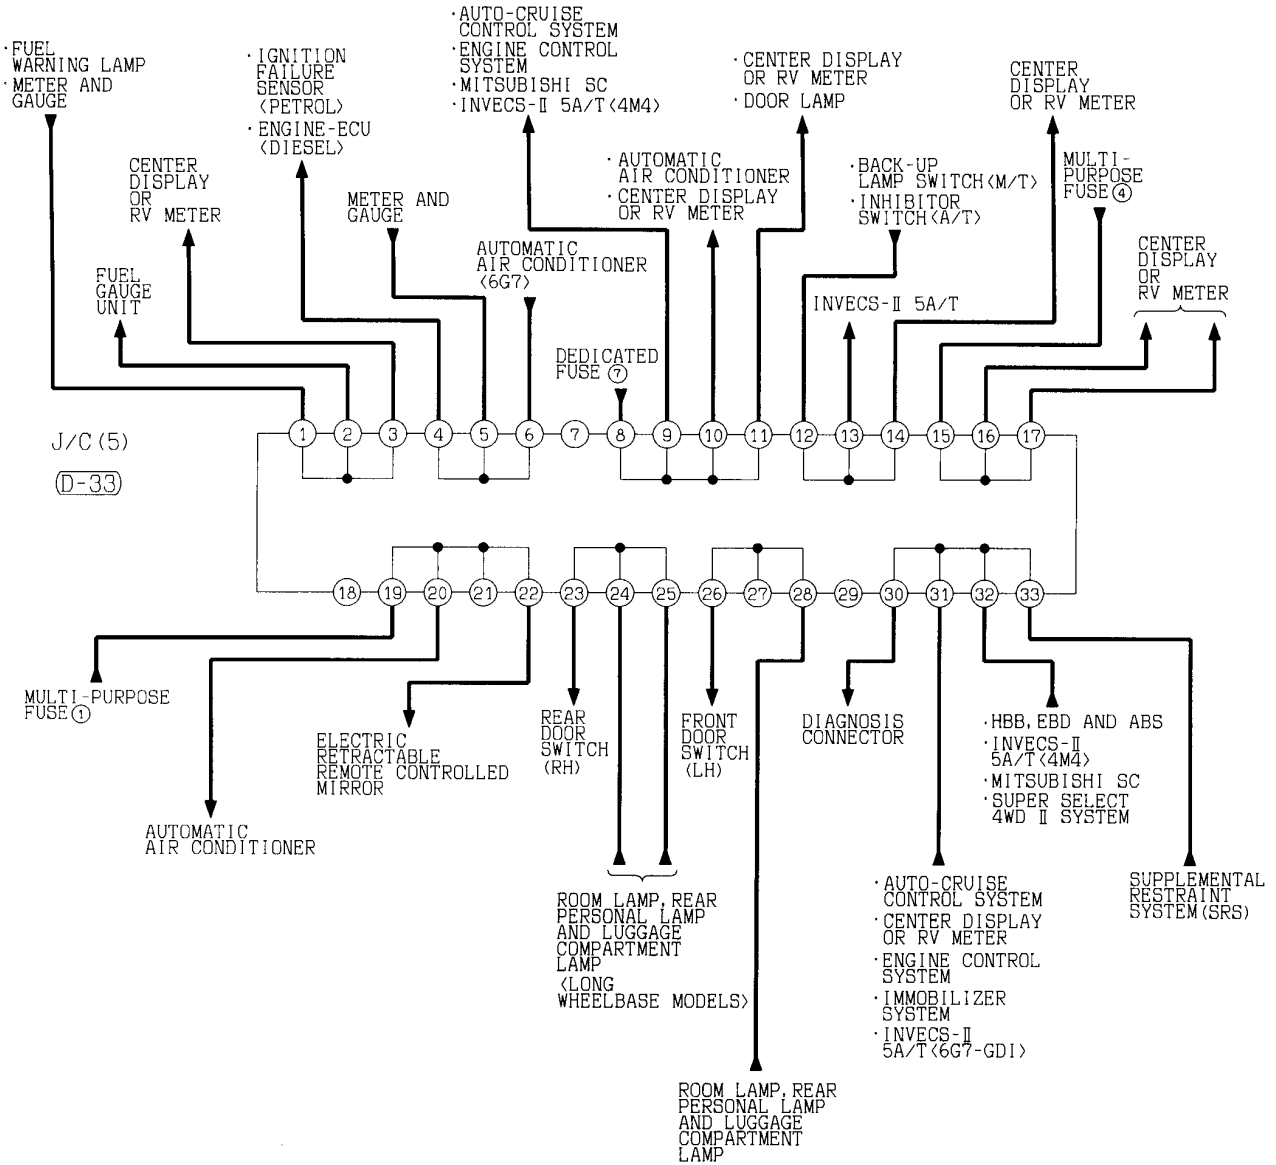 ·FUEL
WARNING LAMP
·METER AND
GAUGE
CENTER
DISPLAY
OR
RV METER
FUEL
GAUGE
UNIT
·IGNITION
FAILURE
SENSOR
<PETROL>
·ENGINE-ECU
<DIESEL>
METER AND
GAUGE
·AUTO-CRUISE
CONTROL SYSTEM
·ENGINE CONTROL
SYSTEM
·MITSUBISHI SC
·INVECS-Ⅱ 5A/T<4M4>
AUTOMATIC
AIR CONDITIONER
<6G7>
DEDICATED
FUSE ⑦
·AUTOMATIC
AIR CONDITIONER
·CENTER DISPLAY
OR RV METER
·CENTER DISPLAY
OR RV METER
·DOOR LAMP
·BACK-UP
LAMP SWITCH<M/T>
·INHIBITOR
SWITCH<A/T>
INVECS-Ⅱ 5A/T
CENTER
DISPLAY
OR RV METER
MULTI-
PURPOSE
FUSE④
CENTER
DISPLAY
OR
RV METER
J/C(5)
D-33
1 2 3 4 5 6 7 8 9 10 11 12 13 14 15 16 17
18 19 20 21 22 23 24 25 26 27 28 29 30 31 32 33
MULTI-PURPOSE
FUSE①
AUTOMATIC
AIR CONDITIONER
ELECTRIC
RETRACTABLE
REMOTE CONTROLLED
MIRROR
REAR
DOOR
SWITCH
(RH)
ROOM LAMP,REAR
PERSONAL LAMP
AND LUGGAGE
COMPARTMENT
LAMP
<LONG
WHEELBASE MODELS>
FRONT
DOOR
SWITCH
(LH)
ROOM LAMP,REAR
PERSONAL LAMP
AND LUGGAGE
COMPARTMENT
LAMP
DIAGNOSIS
CONNECTOR
·AUTO-CRUISE
CONTROL SYSTEM
·CENTER DISPLAY
OR RV METER
·ENGINE CONTROL
SYSTEM
·IMMOBILIZER
SYSTEM
·INVECS-Ⅱ
5A/T<6G7-GDI>
·HBB,EBD AND ABS
·INVECS-Ⅱ
5A/T<4M4>
·MITSUBISHI SC
·SUPER SELECT
4WD Ⅱ SYSTEM
SUPPLEMENTAL
RESTRAINT
SYSTEM(SRS)